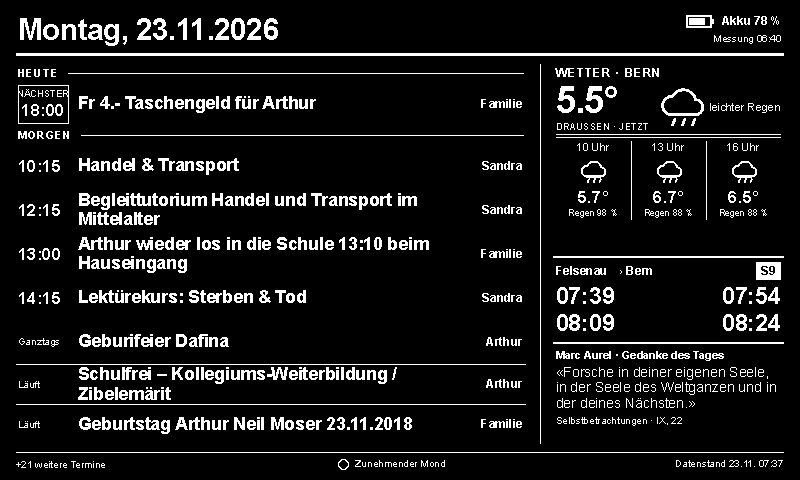 Montag, 23.11.2026
Akku 78 %
Messung 06:40
HEUTE
NÄCHSTER
18:00 Fr 4.- Taschengeld für Arthur Familie
MORGEN
10:15 Handel & Transport Sandra
12:15 Begleittutorium Handel und Transport im
Mittelalter Sandra
13:00 Arthur wieder los in die Schule 13:10 beim
Hauseingang Familie
14:15 Lektürekurs: Sterben & Tod Sandra
Ganztags Geburifeier Dafina Arthur
Läuft Schulfrei – Kollegiums-Weiterbildung /
Zibelemärit Arthur
Läuft Geburtstag Arthur Neil Moser 23.11.2018 Familie
WETTER · BERN
5.5° leichter Regen
DRAUSSEN · JETZT
10 Uhr 13 Uhr 16 Uhr
5.7° 6.7° 6.5°
Regen 98 % Regen 88 % Regen 88 %
Felsenau › Bern S9
07:39 07:54
08:09 08:24
Marc Aurel · Gedanke des Tages
«Forsche in deiner eigenen Seele,
in der Seele des Weltganzen und in
der deines Nächsten.»
Selbstbetrachtungen · IX, 22
+21 weitere Termine
Zunehmender Mond
Datenstand 23.11. 07:37